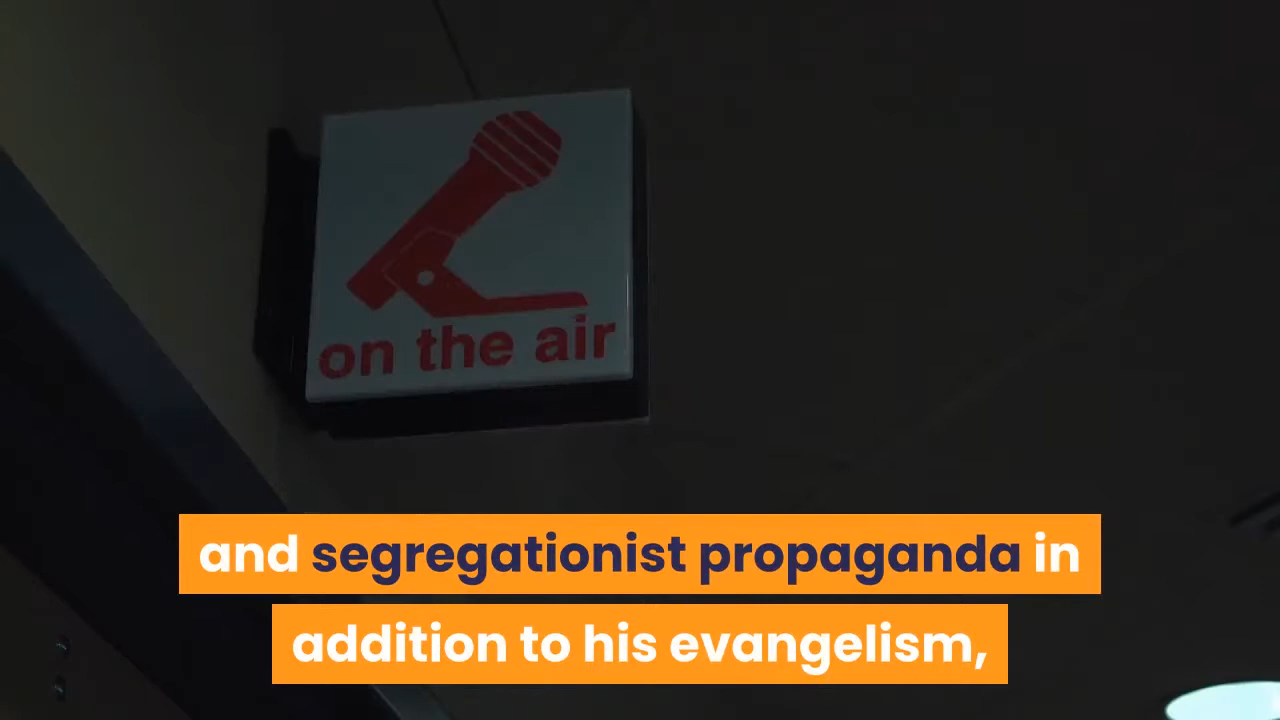 on the air
and segregationist propaganda in
addition to his evangelism,